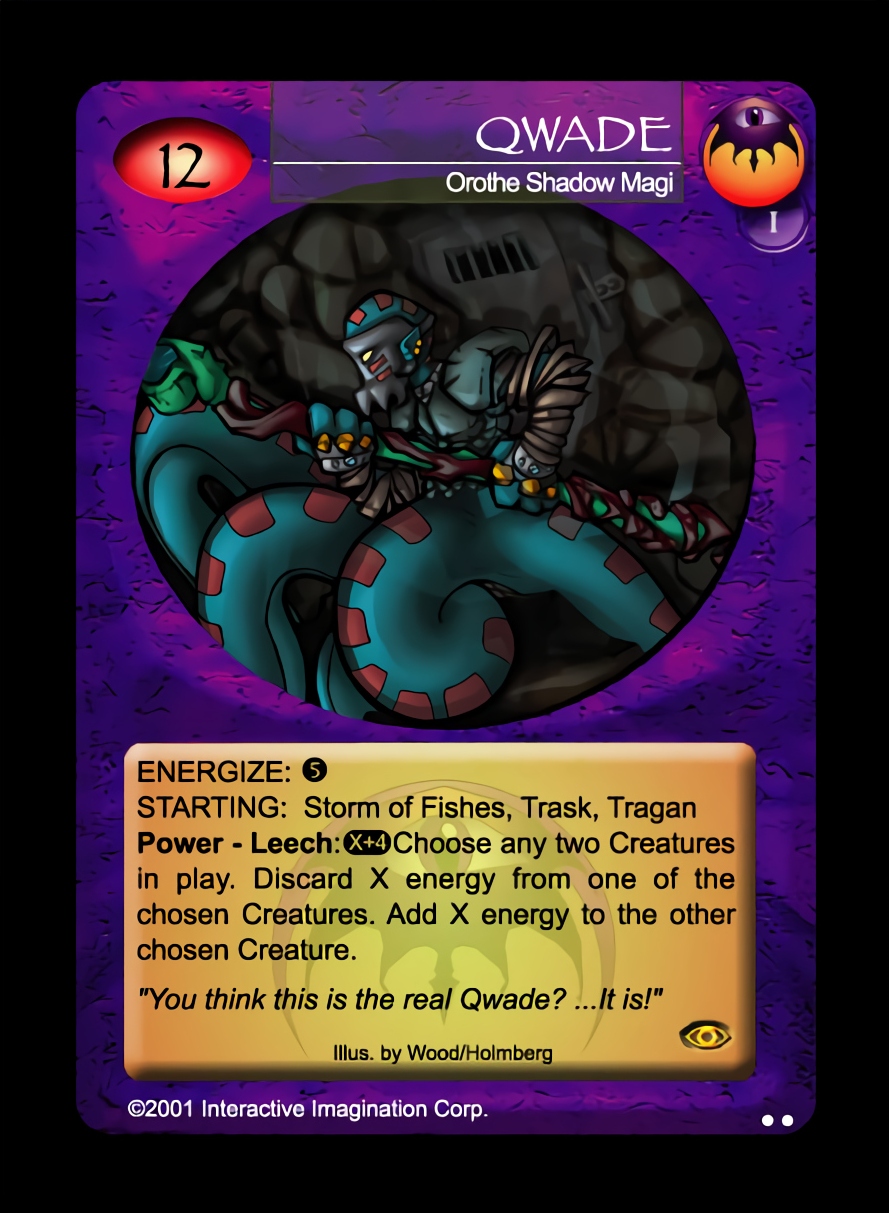 12
QWADE
Orothe Shadow Magi
I
ENERGIZE: 5
STARTING: Storm of Fishes, Trask, Tragan
Power - Leech: X+4 Choose any two Creatures
in play. Discard X energy from one of the
chosen Creatures. Add X energy to the other
chosen Creature.
"You think this is the real Qwade? ...It is!"
Illus. by Wood/Holmberg
©2001 Interactive Imagination Corp.